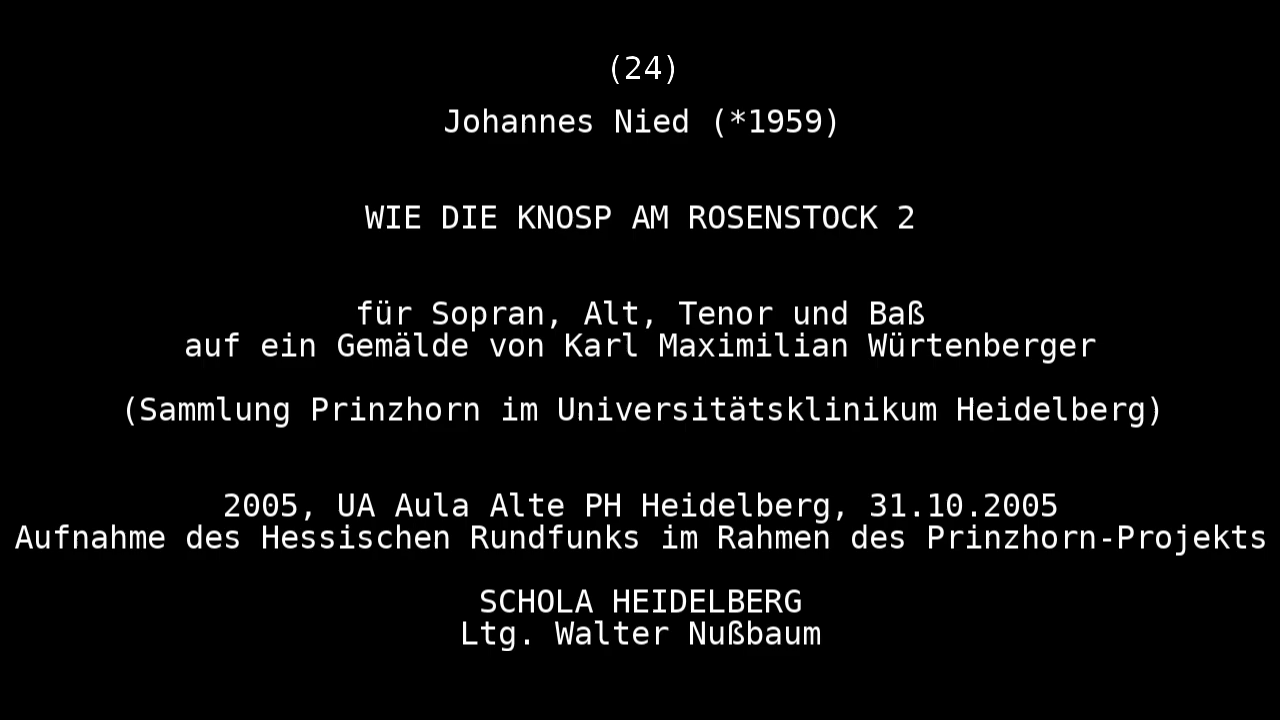 (24)
Johannes Nied (*1959)
WIE DIE KNOSP AM ROSENSTOCK 2
für Sopran, Alt, Tenor und Baß
auf ein Gemälde von Karl Maximilian Würtenberger
(Sammlung Prinzhorn im Universitätsklinikum Heidelberg)
2005, UA Aula Alte PH Heidelberg, 31.10.2005
Aufnahme des Hessischen Rundfunks im Rahmen des Prinzhorn-Projekts
SCHOLA HEIDELBERG
Ltg. Walter Nußbaum